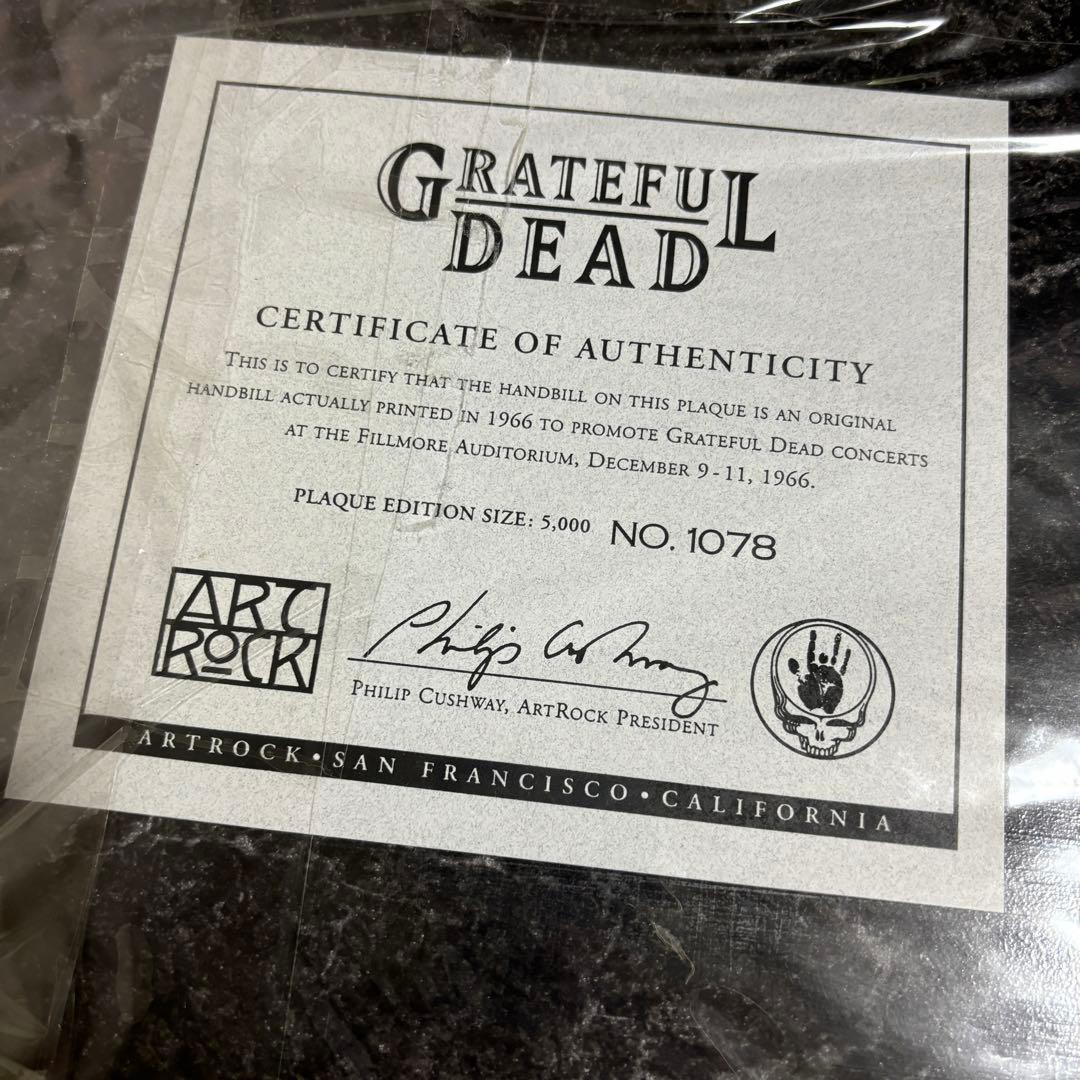 GRATEFUL
DEAD
CERTIFICATE OF AUTHENTICITY
THIS IS TO CERTIFY THAT THE HANDBILL ON THIS PLAQUE IS AN ORIGINAL
HANDBILL ACTUALLY PRINTED IN 1966 TO PROMOTE GRATEFUL DEAD CONCERTS
AT THE FILLMORE AUDITORIUM, DECEMBER 9-11, 1966.
PLAQUE EDITION SIZE: 5,000 NO. 1078
ART
ROCK
Philip Cushway
PHILIP CUSHWAY, ARTROCK PRESIDENT
ARTROCK • SAN FRANCISCO • CALIFORNIA